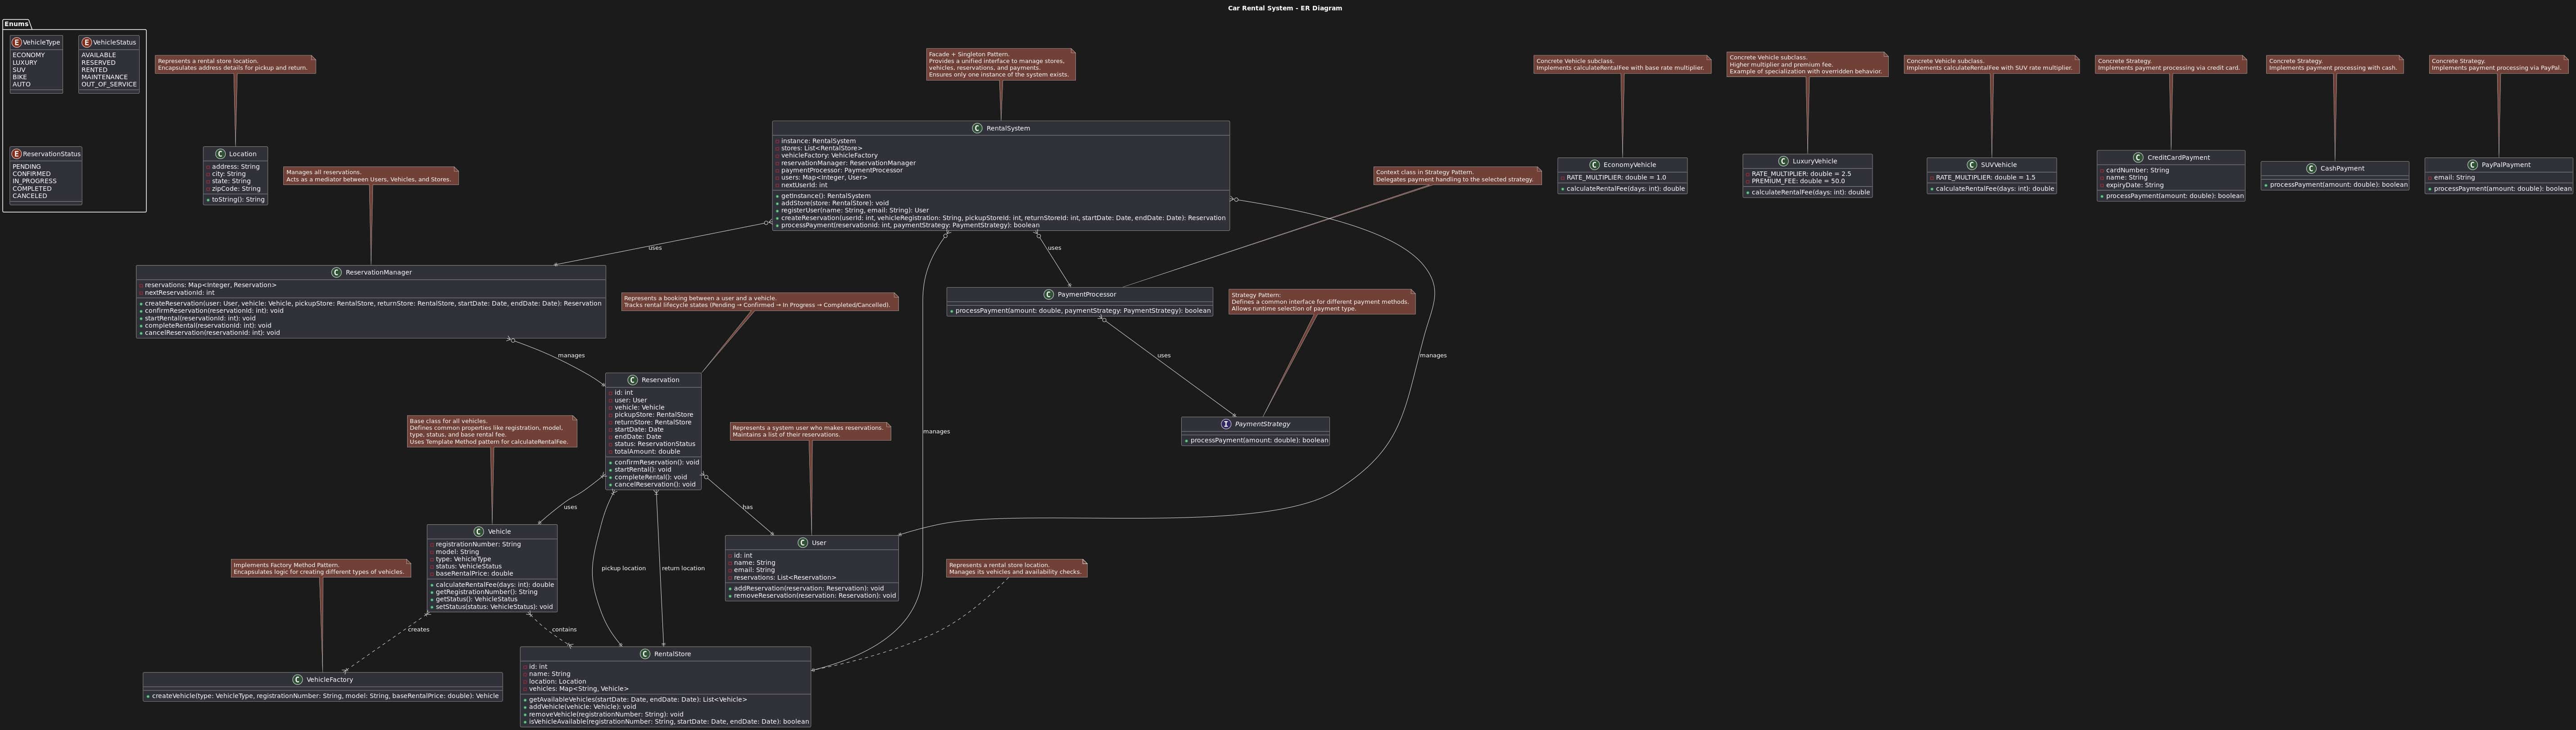 Car Rental System - ER Diagram
Enums
VehicleType
ECONOMY
LUXURY
SUV
BIKE
AUTO
VehicleStatus
AVAILABLE
RESERVED
RENTED
MAINTENANCE
OUT_OF_SERVICE
ReservationStatus
PENDING
CONFIRMED
IN_PROGRESS
COMPLETED
CANCELED
Represents a rental store location.
Encapsulates address details for pickup and return.
Location
address: String
city: String
state: String
zipCode: String
toString(): String
Manages all reservations.
Acts as a mediator between Users, Vehicles, and Stores.
Facade + Singleton Pattern.
Provides a unified interface to manage stores,
vehicles, reservations, and payments.
Ensures only one instance of the system exists.
RentalSystem
instance: RentalSystem
stores: List<RentalStore>
vehicleFactory: VehicleFactory
reservationManager: ReservationManager
paymentProcessor: PaymentProcessor
users: Map<Integer, User>
nextUserId: int
getInstance(): RentalSystem
addStore(store: RentalStore): void
registerUser(name: String, email: String): User
createReservation(userId: int, vehicleRegistration: String, pickupStoreId: int, returnStoreId: int, startDate: Date, endDate: Date): Reservation
processPayment(reservationId: int, paymentStrategy: PaymentStrategy): boolean
Context class in Strategy Pattern.
Delegates payment handling to the selected strategy.
Concrete Vehicle subclass.
Implements calculateRentalFee with base rate multiplier.
EconomyVehicle
RATE_MULTIPLIER: double = 1.0
calculateRentalFee(days: int): double
Concrete Vehicle subclass.
Higher multiplier and premium fee.
Example of specialization with overridden behavior.
LuxuryVehicle
RATE_MULTIPLIER: double = 2.5
PREMIUM_FEE: double = 50.0
calculateRentalFee(days: int): double
Concrete Vehicle subclass.
Implements calculateRentalFee with SUV rate multiplier.
SUVVehicle
RATE_MULTIPLIER: double = 1.5
calculateRentalFee(days: int): double
Concrete Strategy.
Implements payment processing via credit card.
CreditCardPayment
cardNumber: String
name: String
expiryDate: String
processPayment(amount: double): boolean
Concrete Strategy.
Implements payment processing with cash.
CashPayment
processPayment(amount: double): boolean
Concrete Strategy.
Implements payment processing via PayPal.
PayPalPayment
email: String
processPayment(amount: double): boolean
uses
uses
manages
manages
ReservationManager
reservations: Map<Integer, Reservation>
nextReservationId: int
createReservation(user: User, vehicle: Vehicle, pickupStore: RentalStore, returnStore: RentalStore, startDate: Date, endDate: Date): Reservation
confirmReservation(reservationId: int): void
startRental(reservationId: int): void
completeRental(reservationId: int): void
cancelReservation(reservationId: int): void
manages
Represents a booking between a user and a vehicle.
Tracks rental lifecycle states (Pending → Confirmed → In Progress → Completed/Cancelled).
PaymentProcessor
processPayment(amount: double, paymentStrategy: PaymentStrategy): boolean
uses
Strategy Pattern:
Defines a common interface for different payment methods.
Allows runtime selection of payment type.
PaymentStrategy
processPayment(amount: double): boolean
Reservation
id: int
user: User
vehicle: Vehicle
pickupStore: RentalStore
returnStore: RentalStore
startDate: Date
endDate: Date
status: ReservationStatus
totalAmount: double
confirmReservation(): void
startRental(): void
completeRental(): void
cancelReservation(): void
uses
pickup location
return location
has
Base class for all vehicles.
Defines common properties like registration, model,
type, status, and base rental fee.
Uses Template Method pattern for calculateRentalFee.
Represents a system user who makes reservations.
Maintains a list of their reservations.
Vehicle
registrationNumber: String
model: String
type: VehicleType
status: VehicleStatus
baseRentalPrice: double
calculateRentalFee(days: int): double
getRegistrationNumber(): String
getStatus(): VehicleStatus
setStatus(status: VehicleStatus): void
creates
contains
User
id: int
name: String
email: String
reservations: List<Reservation>
addReservation(reservation: Reservation): void
removeReservation(reservation: Reservation): void
Implements Factory Method Pattern.
Encapsulates logic for creating different types of vehicles.
Represents a rental store location.
Manages its vehicles and availability checks.
VehicleFactory
createVehicle(type: VehicleType, registrationNumber: String, model: String, baseRentalPrice: double): Vehicle
RentalStore
id: int
name: String
location: Location
vehicles: Map<String, Vehicle>
getAvailableVehicles(startDate: Date, endDate: Date): List<Vehicle>
addVehicle(vehicle: Vehicle): void
removeVehicle(registrationNumber: String): void
isVehicleAvailable(registrationNumber: String, startDate: Date, endDate: Date): boolean